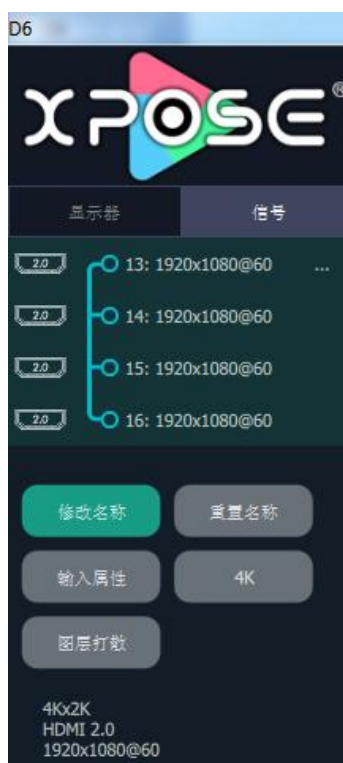 D6
XPOSE®
显示器 信号
2.0 13: 1920x1080@60 ...
2.0 14: 1920x1080@60
2.0 15: 1920x1080@60
2.0 16: 1920x1080@60
修改名称 重置名称
输入属性 4K
图层打散
4Kx2K
HDMI 2.0
1920x1080@60